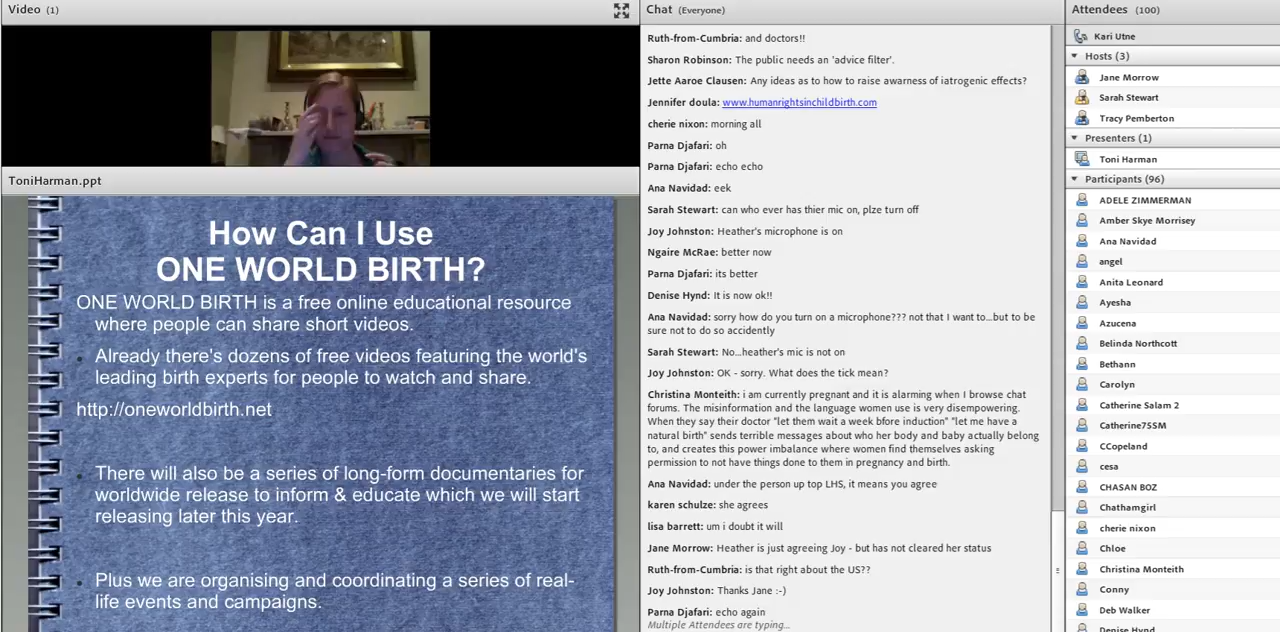 Video (1)
ToniHarman.ppt
How Can I Use
ONE WORLD BIRTH?
ONE WORLD BIRTH is a free online educational resource
where people can share short videos.
• Already there's dozens of free videos featuring the world's
leading birth experts for people to watch and share.
http://oneworldbirth.net
• There will also be a series of long-form documentaries for
worldwide release to inform & educate which we will start
releasing later this year.
• Plus we are organising and coordinating a series of real-
life events and campaigns.
Chat (Everyone)
Ruth-from-Cumbria: and doctors!!
Sharon Robinson: The public needs an 'advice filter'.
Jette Aaroe Clausen: Any ideas as to how to raise awarness of iatrogenic effects?
Jennifer doula: www.humanrightsinchildbirth.com
cherie nixon: morning all
Parna Djafari: oh
Parna Djafari: echo echo
Ana Navidad: eek
Sarah Stewart: can who ever has thier mic on, plze turn off
Joy Johnston: Heather's microphone is on
Ngaire McRae: better now
Parna Djafari: its better
Denise Hynd: It is now ok!!
Ana Navidad: sorry how do you turn on a microphone??? not that I want to...but to be
sure not to do so accidently
Sarah Stewart: No...heather's mic is not on
Joy Johnston: OK - sorry. What does the tick mean?
Christina Monteith: i am currently pregnant and it is alarming when I browse chat
forums. The misinformation and the language women use is very disempowering.
When they say their doctor "let them wait a week bfore induction" "let me have a
natural birth" sends terrible messages about who her body and baby actually belong
to, and creates this power imbalance where women find themselves asking
permission to not have things done to them in pregnancy and birth.
Ana Navidad: under the person up top LHS, it means you agree
karen schulze: she agrees
lisa barrett: um i doubt it will
Jane Morrow: Heather is just agreeing Joy - but has not cleared her status
Ruth-from-Cumbria: is that right about the US??
Joy Johnston: Thanks Jane :-)
Parna Djafari: echo again
Multiple Attendees are typing...
Attendees (100)
Kari Utne
Hosts (3)
Jane Morrow
Sarah Stewart
Tracy Pemberton
Presenters (1)
Toni Harman
Participants (96)
ADELE ZIMMERMAN
Amber Skye Morrisey
Ana Navidad
angel
Anita Leonard
Ayesha
Azucena
Belinda Northcott
Bethann
Carolyn
Catherine Salam 2
Catherine75SM
CCopeland
cesa
CHASAN BOZ
Chathamgirl
cherie nixon
Chloe
Christina Monteith
Conny
Deb Walker
Denise Hynd